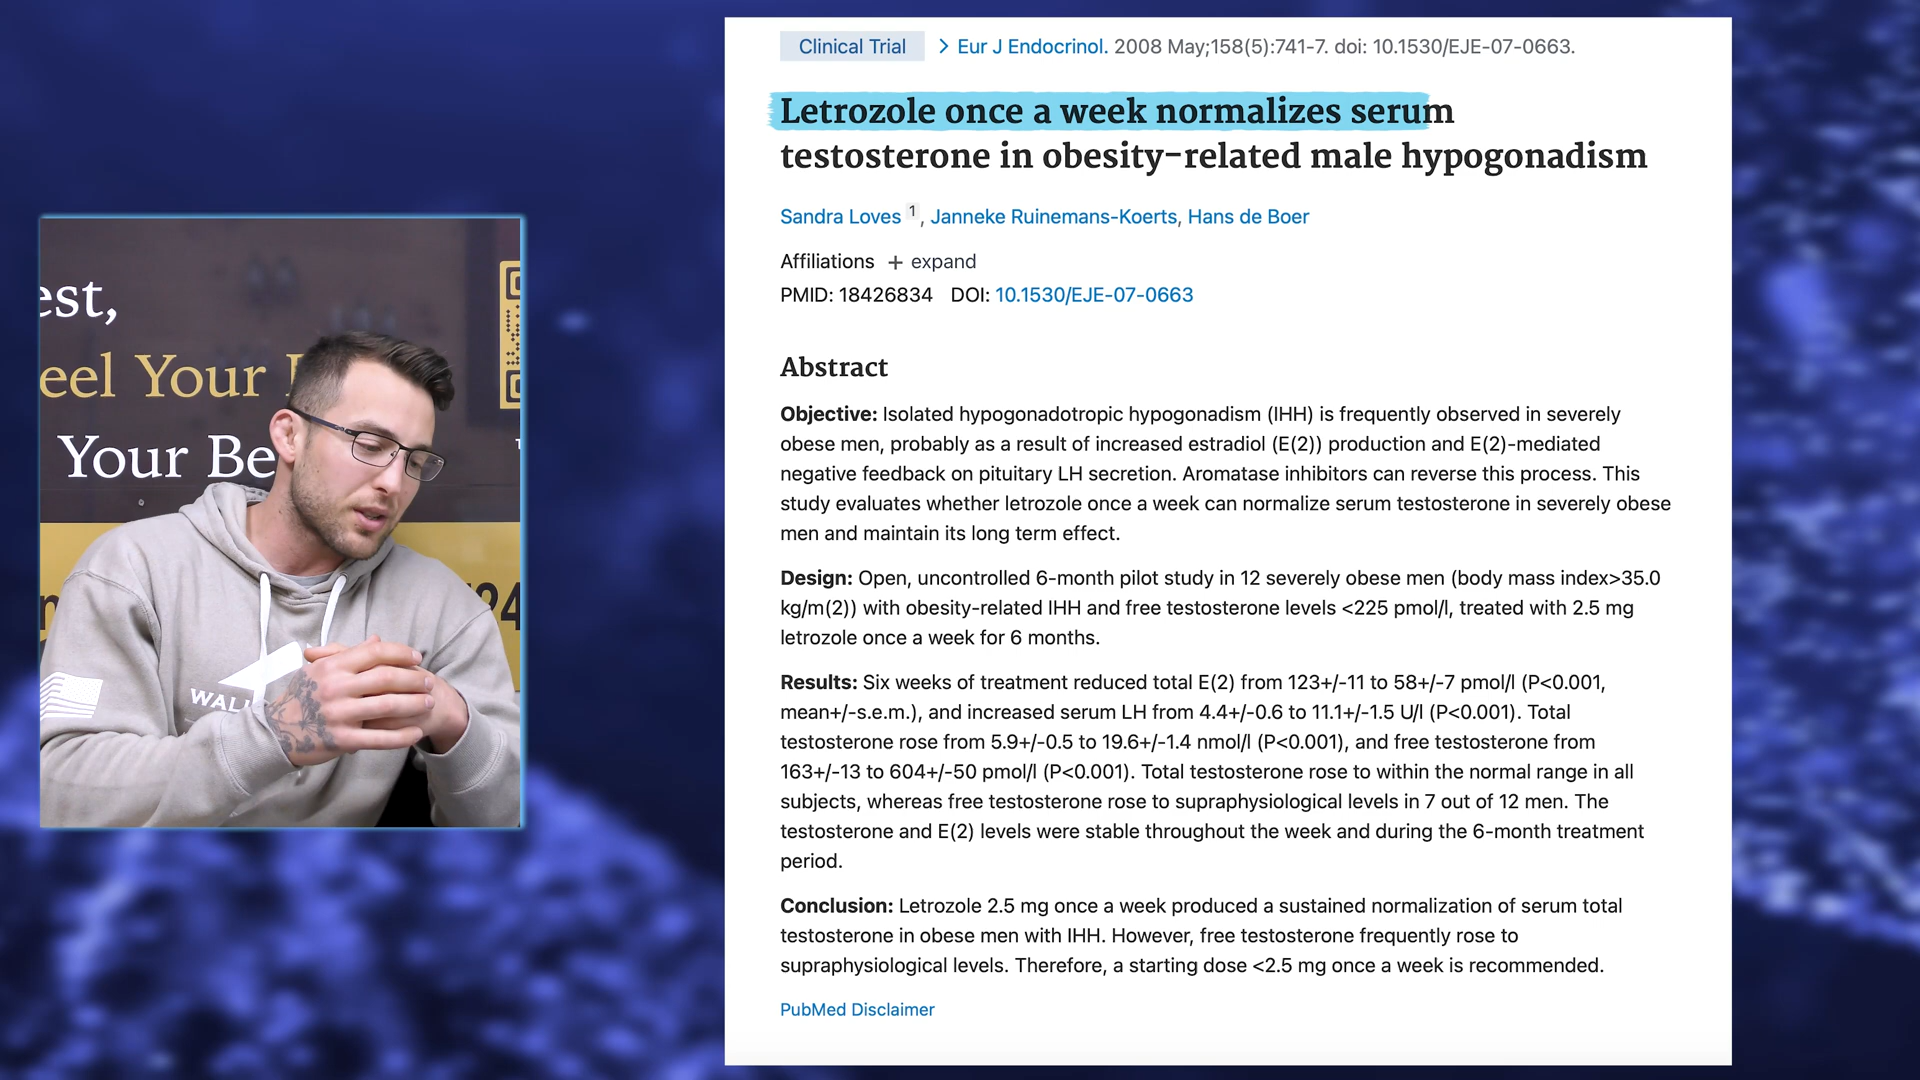 Clinical Trial > Eur J Endocrinol. 2008 May;158(5):741-7. doi: 10.1530/EJE-07-0663.
Letrozole once a week normalizes serum
testosterone in obesity-related male hypogonadism
Sandra Loves 1, Janneke Ruinemans-Koerts, Hans de Boer
Affiliations + expand
PMID: 18426834 DOI: 10.1530/EJE-07-0663
Abstract
Objective: Isolated hypogonadotropic hypogonadism (IHH) is frequently observed in severely
obese men, probably as a result of increased estradiol (E(2)) production and E(2)-mediated
negative feedback on pituitary LH secretion. Aromatase inhibitors can reverse this process. This
study evaluates whether letrozole once a week can normalize serum testosterone in severely obese
men and maintain its long term effect.
Design: Open, uncontrolled 6-month pilot study in 12 severely obese men (body mass index>35.0
kg/m(2)) with obesity-related IHH and free testosterone levels <225 pmol/l, treated with 2.5 mg
letrozole once a week for 6 months.
Results: Six weeks of treatment reduced total E(2) from 123+/-11 to 58+/-7 pmol/l (P<0.001,
mean+/-s.e.m.), and increased serum LH from 4.4+/-0.6 to 11.1+/-1.5 U/l (P<0.001). Total
testosterone rose from 5.9+/-0.5 to 19.6+/-1.4 nmol/l (P<0.001), and free testosterone from
163+/-13 to 604+/-50 pmol/l (P<0.001). Total testosterone rose to within the normal range in all
subjects, whereas free testosterone rose to supraphysiological levels in 7 out of 12 men. The
testosterone and E(2) levels were stable throughout the week and during the 6-month treatment
period.
Conclusion: Letrozole 2.5 mg once a week produced a sustained normalization of serum total
testosterone in obese men with IHH. However, free testosterone frequently rose to
supraphysiological levels. Therefore, a starting dose <2.5 mg once a week is recommended.
PubMed Disclaimer
est,
eel Your
Your Be
24
WAL